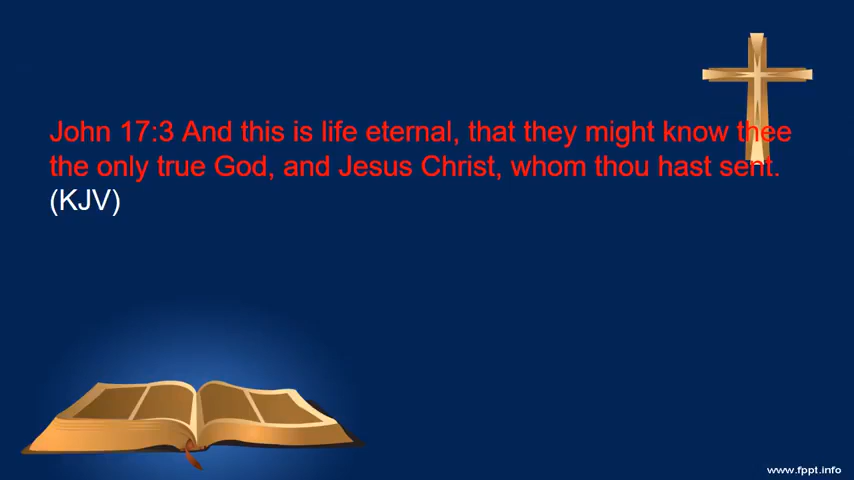 John 17:3 And this is life eternal, that they might know thee
the only true God, and Jesus Christ, whom thou hast sent.
(KJV)
www.fppt.info